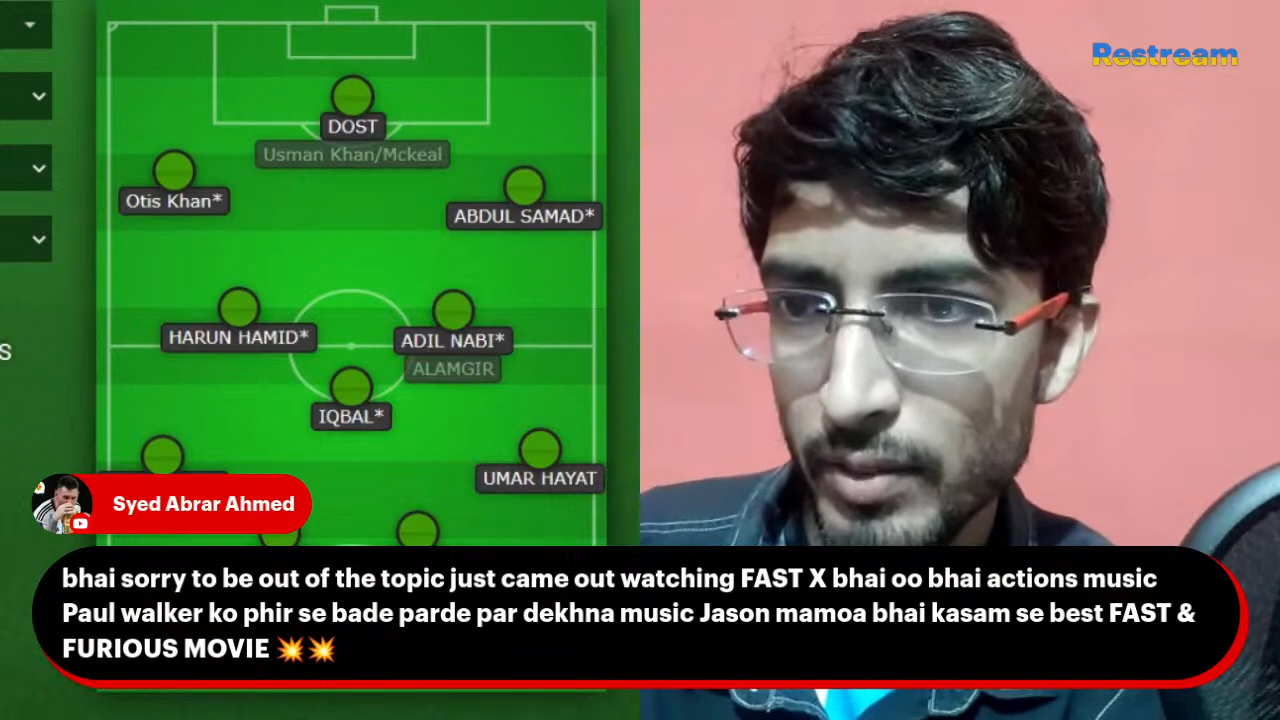 Restream
DOST
Usman Khan/Mckeal
Otis Khan*
ABDUL SAMAD*
HARUN HAMID*
ADIL NABI*
ALAMGIR
S
IQBAL*
UMAR HAYAT
Syed Abrar Ahmed
bhai sorry to be out of the topic just came out watching FAST X bhai oo bhai actions music
Paul walker ko phir se bade parde par dekhna music Jason mamoa bhai kasam se best FAST &
FURIOUS MOVIE 💥💥